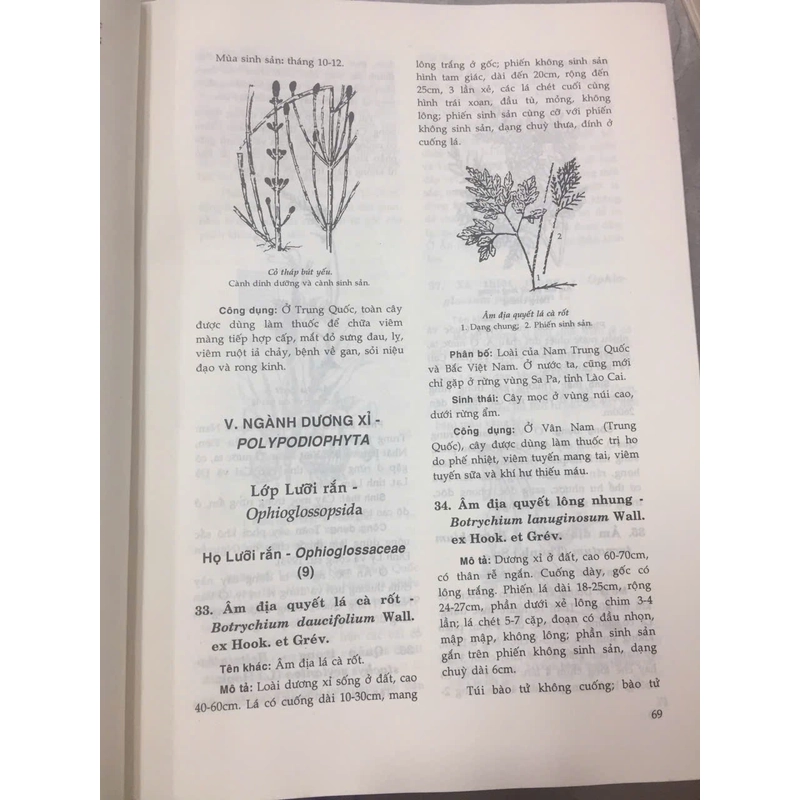 Mùa sinh sản: tháng 10-12.
Cỏ tháp bút yếu.
Cành dinh dưỡng và cành sinh sản.
Công dụng: Ở Trung Quốc, toàn cây
được dùng làm thuốc để chữa viêm
màng tiếp hợp cấp, mắt đỏ sưng đau, lỵ,
viêm ruột ỉa chảy, bệnh về gan, sỏi niệu
đạo và rong kinh.
V. NGÀNH DƯƠNG XỈ -
POLYPODIOPHYTA
Lớp Lưỡi rắn -
Ophioglossopsida
Họ Lưỡi rắn - Ophioglossaceae
(9)
33. Âm địa quyết lá cà rốt -
Botrychium daucifolium Wall.
ex Hook. et Grév.
Tên khác: Âm địa lá cà rốt.
Mô tả: Loài dương xỉ sống ở đất, cao
40-60cm. Lá có cuống dài 10-30cm, mang
lông trắng ở gốc; phiến không sinh sản
hình tam giác, dài đến 20cm, rộng đến
25cm, 3 lần xẻ, các lá chét cuối cùng
hình trái xoan, đầu tù, mỏng, không
lông; phiến sinh sản cùng cỡ với phiến
không sinh sản, dạng chuỳ thưa, đính ở
cuống lá.
2
1
Âm địa quyết lá cà rốt
1. Dạng chung; 2. Phiến sinh sản.
Phân bố: Loài của Nam Trung Quốc
và Bắc Việt Nam. Ở nước ta, cũng mới
chỉ gặp ở rừng vùng Sa Pa, tỉnh Lào Cai.
Sinh thái: Cây mọc ở vùng núi cao,
dưới rừng ẩm.
Công dụng: Ở Vân Nam (Trung
Quốc), cây được dùng làm thuốc trị ho
do phế nhiệt, viêm tuyến mang tai, viêm
tuyến sữa và khí hư thiếu máu.
34. Âm địa quyết lông nhung -
Botrychium lanuginosum Wall.
ex Hook. et Grév.
Mô tả: Dương xỉ ở đất, cao 60-70cm,
có thân rễ ngắn. Cuống dày, gốc có
lông trắng. Phiến lá dài 18-25cm, rộng
24-27cm, phần dưới xẻ lông chim 3-4
lần; lá chét 5-7 cặp, đoạn có đầu nhọn,
mập mập, không lông; phần sinh sản
gắn trên phiến không sinh sản, dạng
chuỳ dài 6cm.
Túi bào tử không cuống; bào tử
69